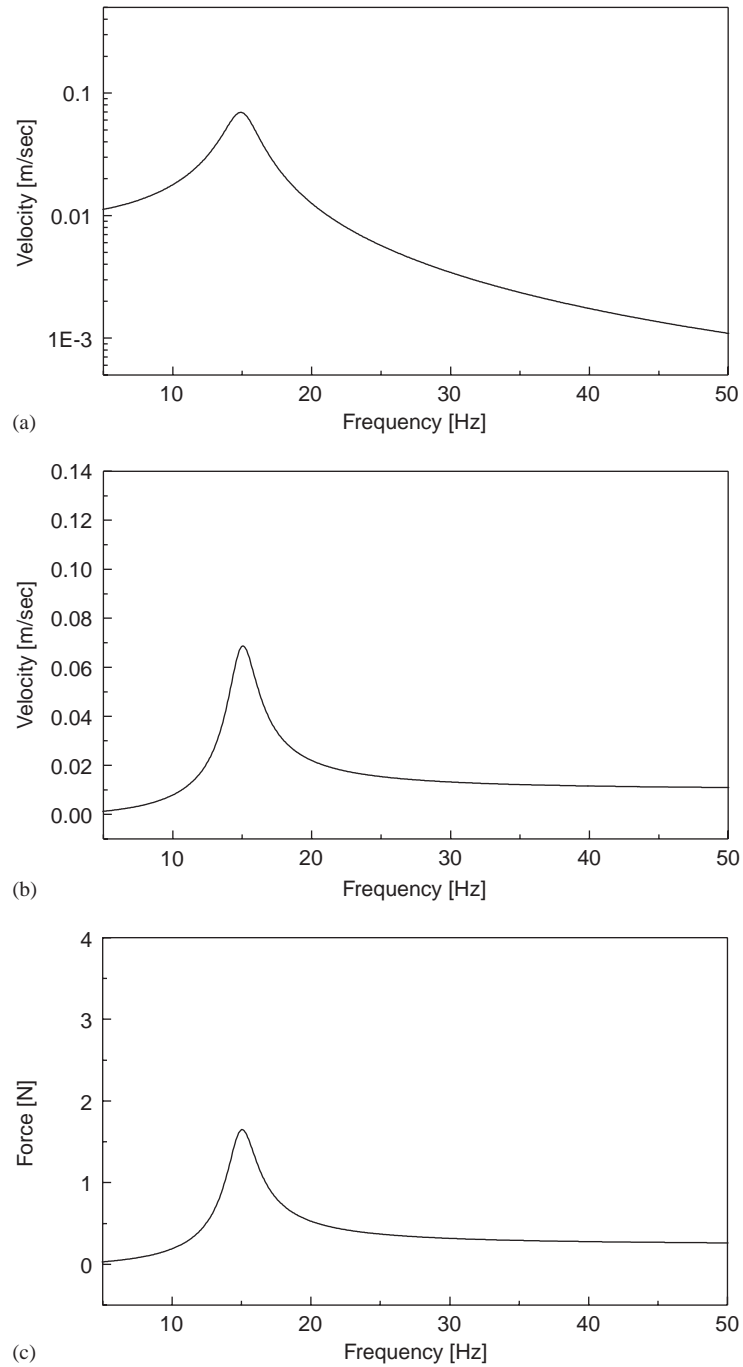 Velocity [m/sec]
0.1
0.01
1E-3
10 20 30 40 50
Frequency [Hz]
(a)
Velocity [m/sec]
0.14
0.12
0.10
0.08
0.06
0.04
0.02
0.00
10 20 30 40 50
Frequency [Hz]
(b)
Force [N]
4
3
2
1
0
10 20 30 40 50
Frequency [Hz]
(c)